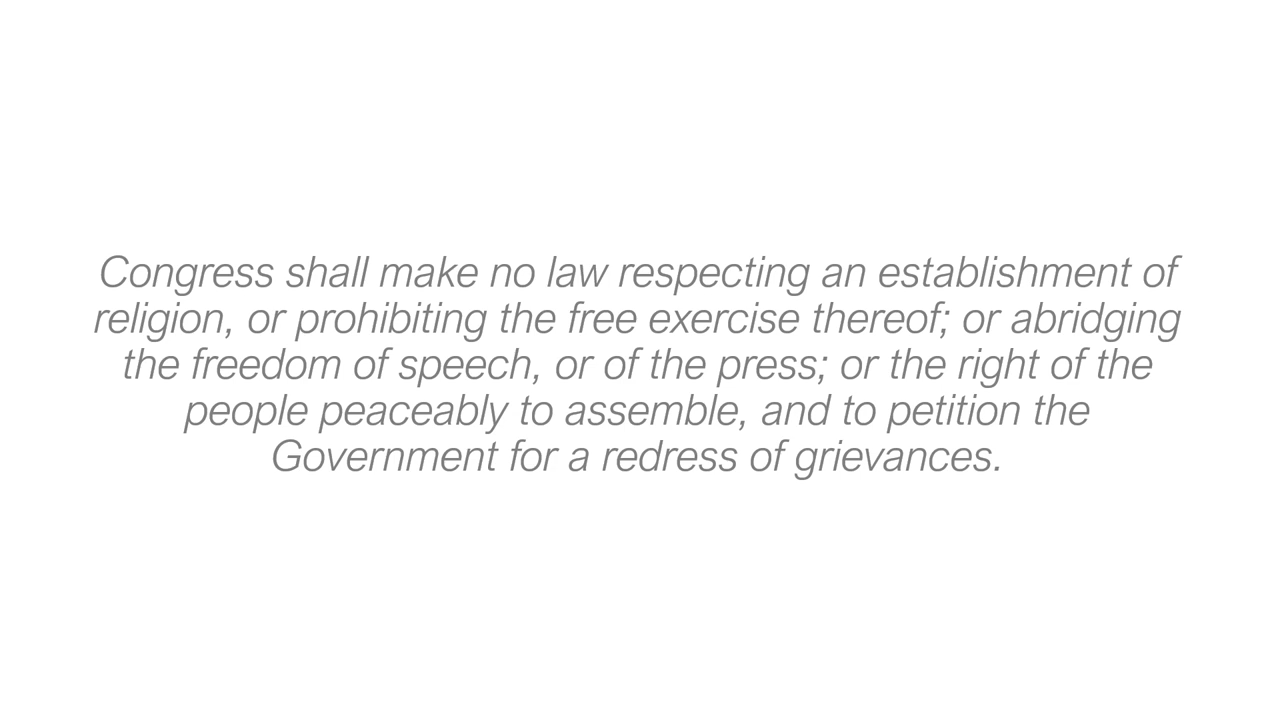 Congress shall make no law respecting an establishment of
religion, or prohibiting the free exercise thereof; or abridging
the freedom of speech, or of the press; or the right of the
people peaceably to assemble, and to petition the
Government for a redress of grievances.